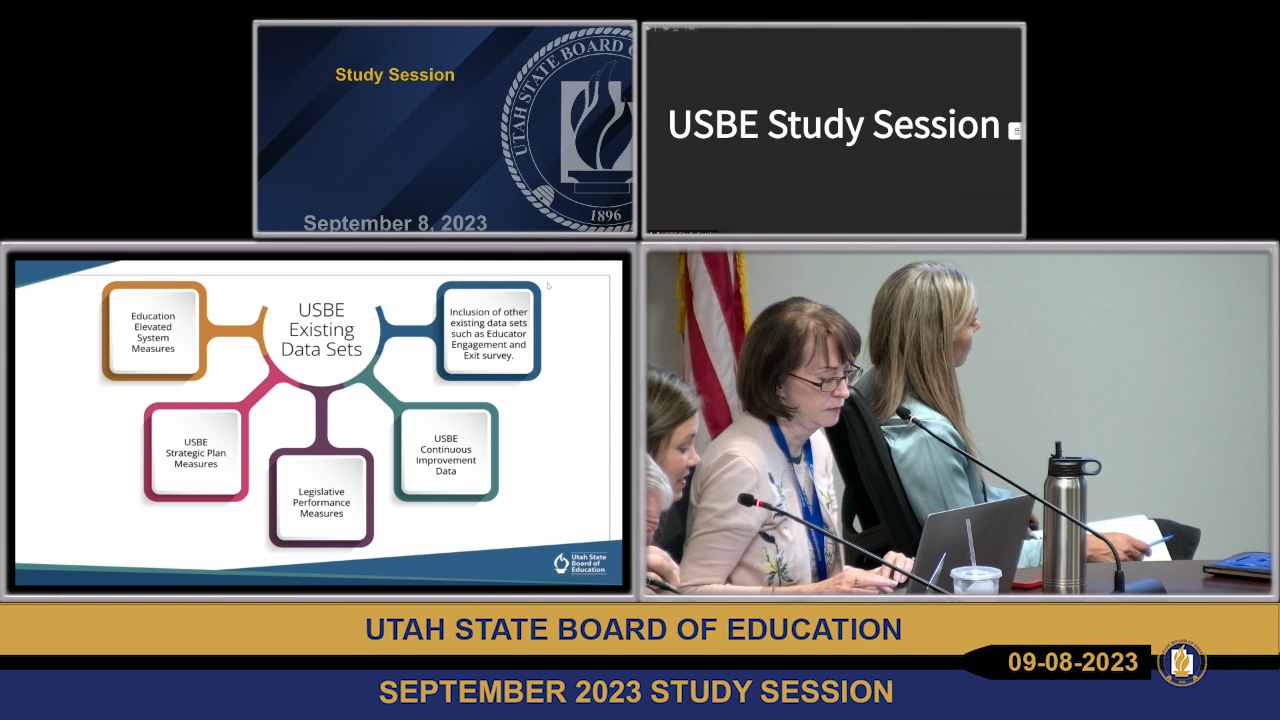 Study Session
UTAH STATE BOARD O
1896
September 8, 2023
USBE Study Session
USBE
Existing
Data Sets
Education
Elevated
System
Measures
Inclusion of other
existing data sets
such as Educator
Engagement and
Exit survey.
USBE
Strategic Plan
Measures
USBE
Continuous
Improvement
Data
Legislative
Performance
Measures
Utah State
Board of
Education
UTAH STATE BOARD OF EDUCATION
09-08-2023
SEPTEMBER 2023 STUDY SESSION